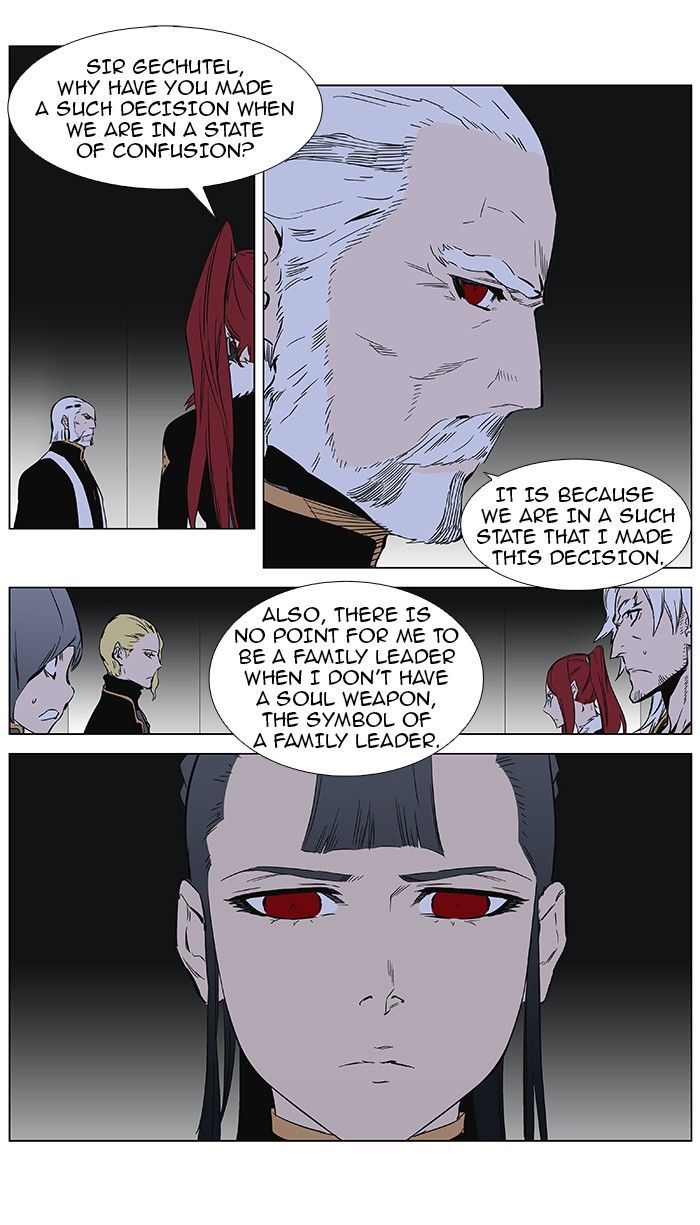 SIR GECHUTEL,
WHY HAVE YOU MADE
A SUCH DECISION WHEN
WE ARE IN A STATE
OF CONFUSION?
IT IS BECAUSE
WE ARE IN A SUCH
STATE THAT I MADE
THIS DECISION.
ALSO, THERE IS
NO POINT FOR ME TO
BE A FAMILY LEADER
WHEN I DON'T HAVE
A SOUL WEAPON,
THE SYMBOL OF
A FAMILY LEADER.